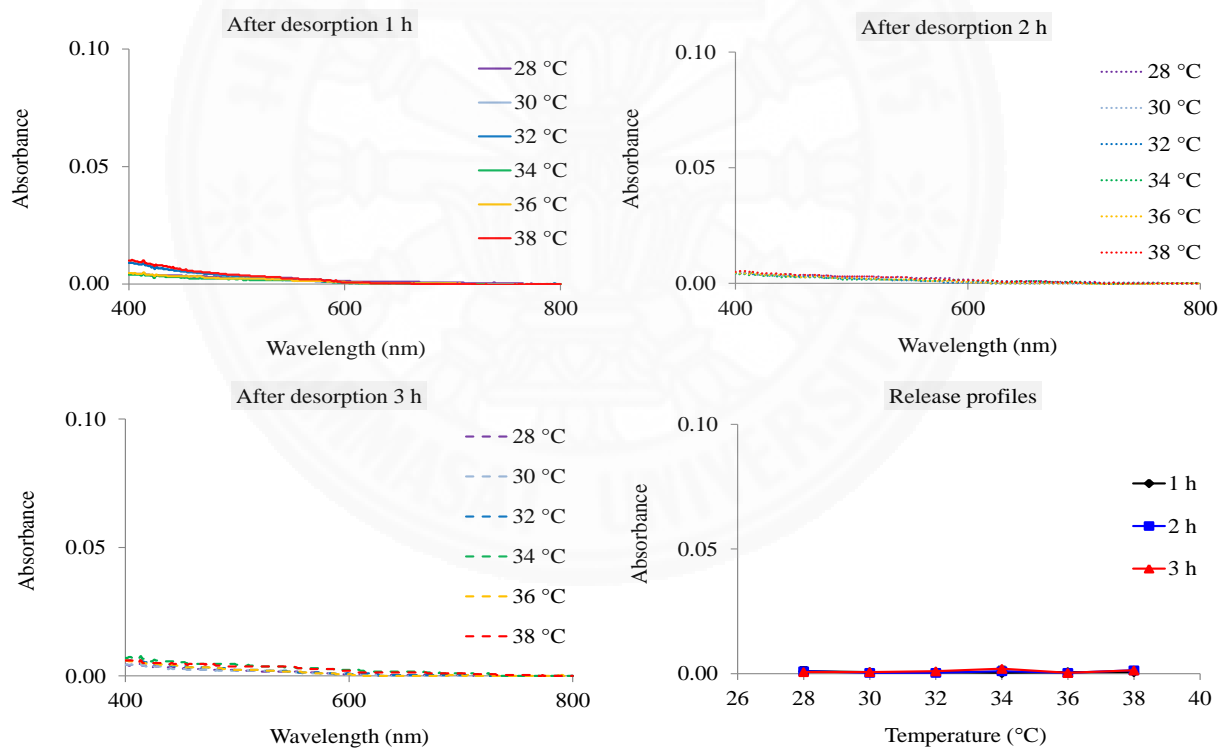 After desorption 1 h
0.10
0.05
0.00
Absorbance
28 °C
30 °C
32 °C
34 °C
36 °C
38 °C
400
600
800
Wavelength (nm)
After desorption 2 h
0.10
0.05
0.00
Absorbance
28 °C
30 °C
32 °C
34 °C
36 °C
38 °C
400
600
800
Wavelength (nm)
After desorption 3 h
0.10
0.05
0.00
Absorbance
28 °C
30 °C
32 °C
34 °C
36 °C
38 °C
400
600
800
Wavelength (nm)
Release profiles
0.10
0.05
0.00
Absorbance
1 h
2 h
3 h
26
28
30
32
34
36
38
40
Temperature (°C)
UNIVERSITY